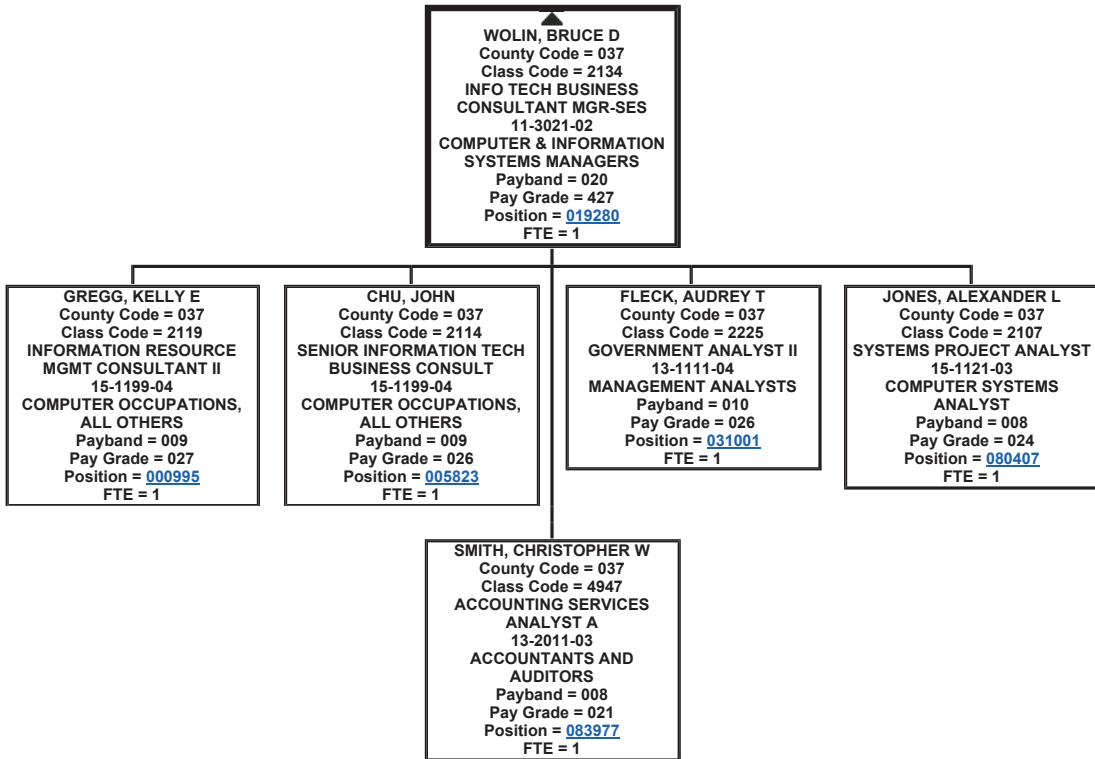 WOLIN, BRUCE D
County Code = 037
Class Code = 2134
INFO TECH BUSINESS
CONSULTANT MGR-SES
11-3021-02
COMPUTER & INFORMATION
SYSTEMS MANAGERS
Payband = 020
Pay Grade = 427
Position = 019280
FTE = 1
GREGG, KELLY E
County Code = 037
Class Code = 2119
INFORMATION RESOURCE
MGMT CONSULTANT II
15-1199-04
COMPUTER OCCUPATIONS,
ALL OTHERS
Payband = 009
Pay Grade = 027
Position = 000995
FTE = 1
CHU, JOHN
County Code = 037
Class Code = 2114
SENIOR INFORMATION TECH
BUSINESS CONSULT
15-1199-04
COMPUTER OCCUPATIONS,
ALL OTHERS
Payband = 009
Pay Grade = 026
Position = 005823
FTE = 1
FLECK, AUDREY T
County Code = 037
Class Code = 2225
GOVERNMENT ANALYST II
13-1111-04
MANAGEMENT ANALYSTS
Payband = 010
Pay Grade = 026
Position = 031001
FTE = 1
JONES, ALEXANDER L
County Code = 037
Class Code = 2107
SYSTEMS PROJECT ANALYST
15-1121-03
COMPUTER SYSTEMS
ANALYST
Payband = 008
Pay Grade = 024
Position = 080407
FTE = 1
SMITH, CHRISTOPHER W
County Code = 037
Class Code = 4947
ACCOUNTING SERVICES
ANALYST A
13-2011-03
ACCOUNTANTS AND
AUDITORS
Payband = 008
Pay Grade = 021
Position = 083977
FTE = 1